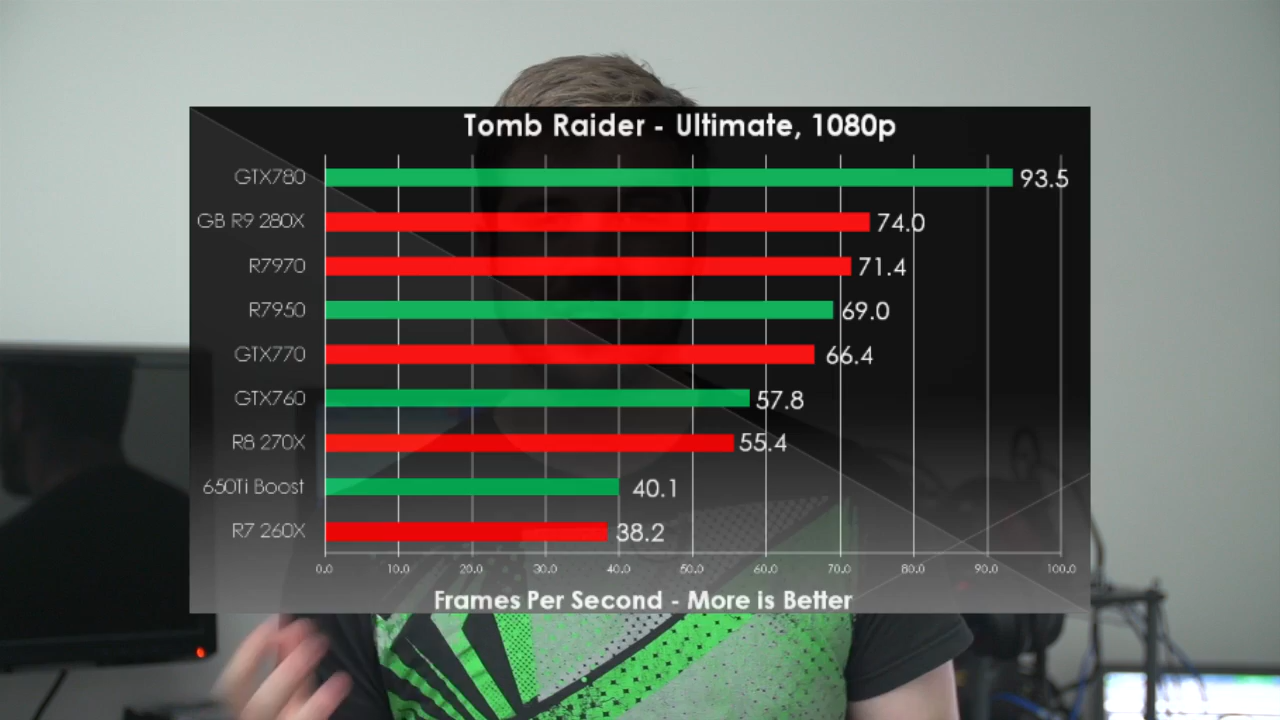 Tomb Raider - Ultimate, 1080p
GTX780 93.5
GB R9 280X 74.0
R7970 71.4
R7950 69.0
GTX770 66.4
GTX760 57.8
R8 270X 55.4
650Ti Boost 40.1
R7 260X 38.2
0.0 10.0 20.0 30.0 40.0 50.0 60.0 70.0 80.0 90.0 100.0
Frames Per Second - More is Better